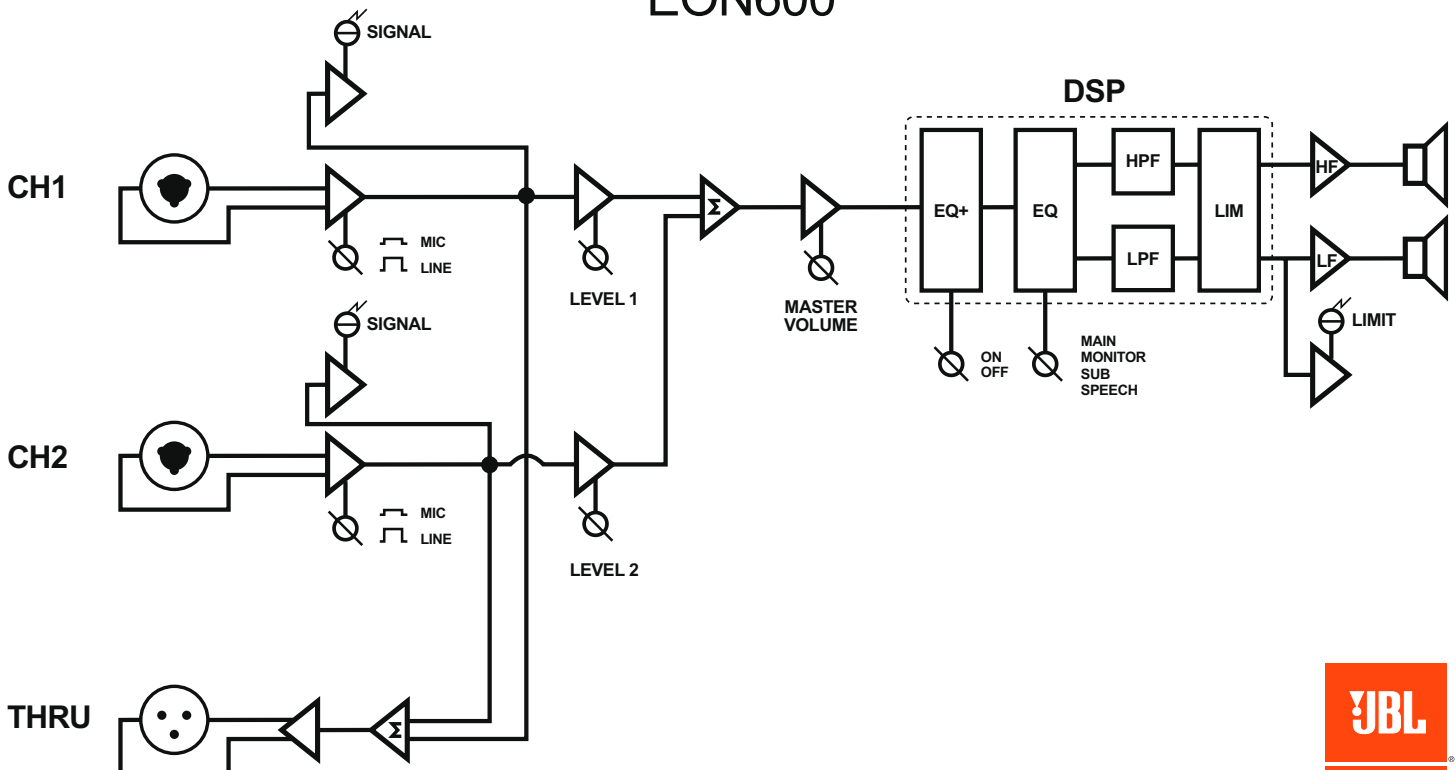 EON600
SIGNAL
DSP
CH1
MIC
LINE
LEVEL 1
Σ
MASTER
VOLUME
EQ+
EQ
HPF
LPF
LIM
HF
LF
ON
OFF
MAIN
MONITOR
SUB
SPEECH
LIMIT
SIGNAL
CH2
MIC
LINE
LEVEL 2
THRU
Σ
JBL
®